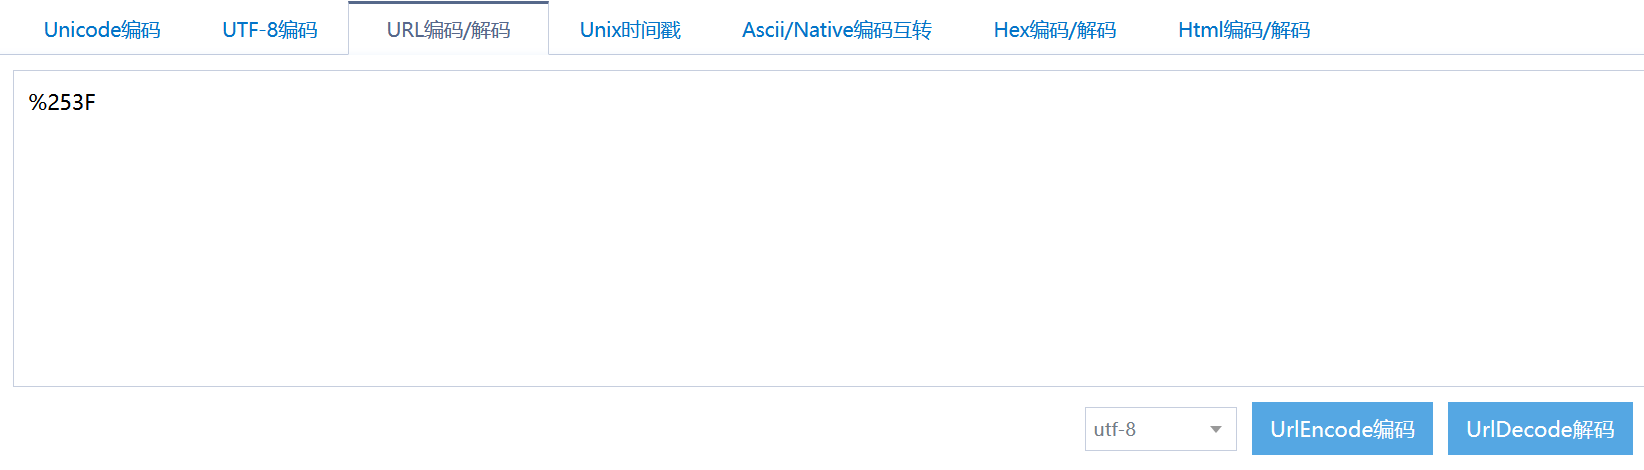 Unicode编码 UTF-8编码 URL编码/解码 Unix时间戳 Ascii/Native编码互转 Hex编码/解码 Html编码/解码
%253F
utf-8 UrlEncode编码 UrlDecode解码